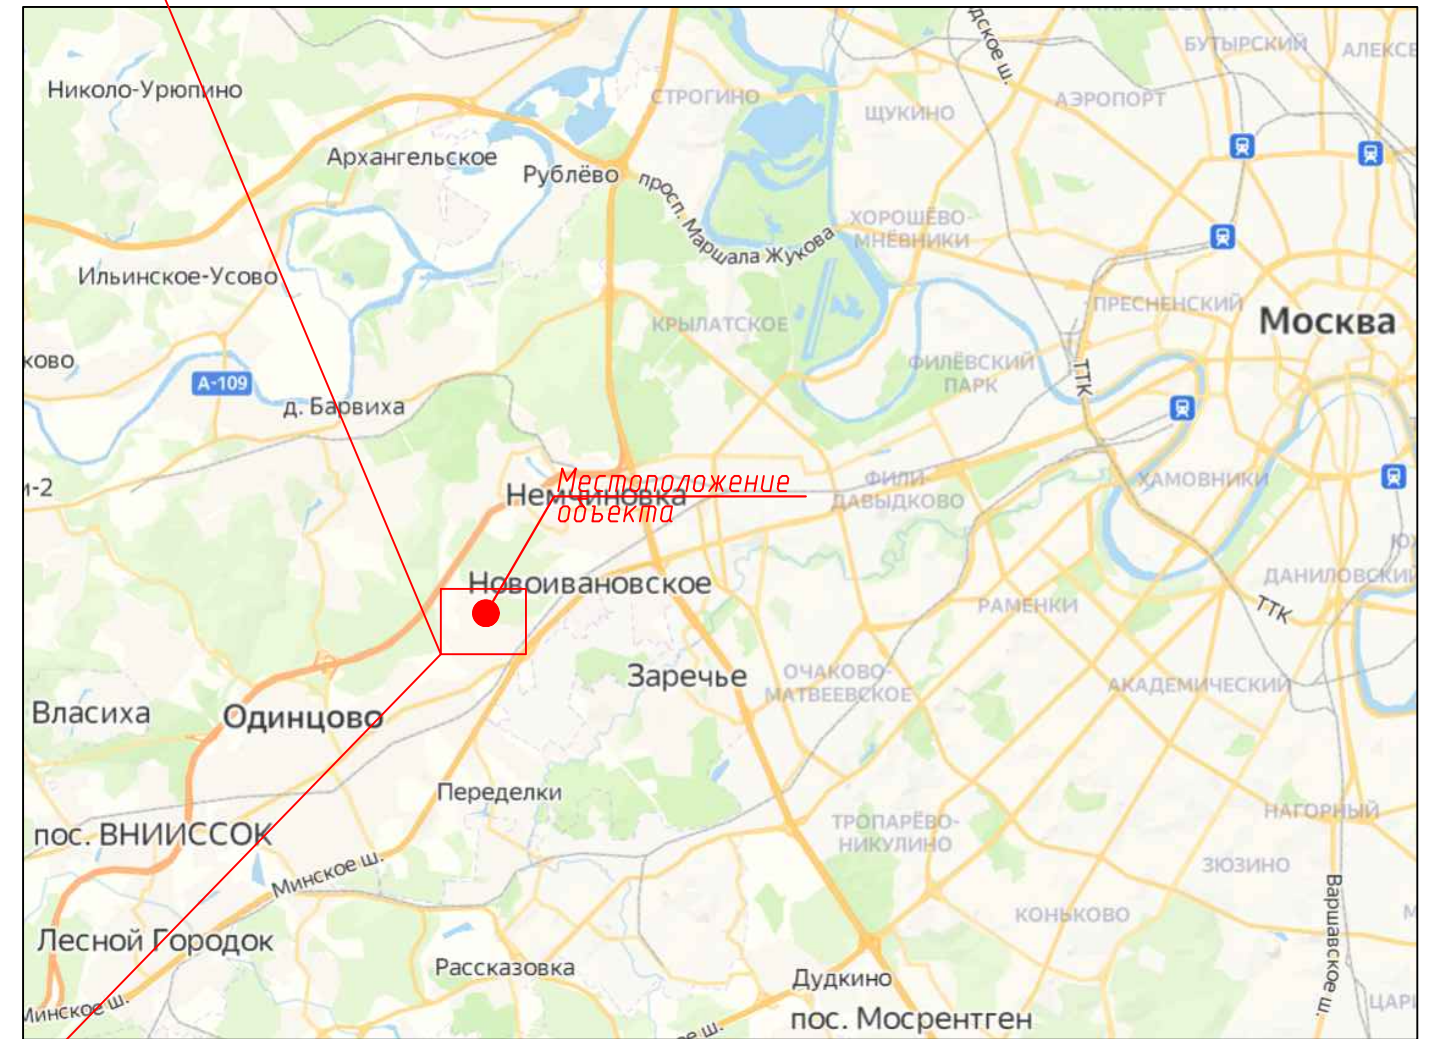 БУТЫРСКИЙ
АЛЕКСЕ
Николо-Урюпино
СТРОГИНО
ЩУКИНО
АЭРОПОРТ
Архангельское
Рублёво
просп. Маршала Жукова
ХОРОШЁВО-
МНЁВНИКИ
Ильинское-Усово
ПРЕСНЕНСКИЙ
Москва
КРЫЛАТСКОЕ
ково
А-109
ФИЛЁВСКИЙ
ПАРК
ТТК
д. Барвиха
и-2
Местоположение
объекта
Немчиновка
ФИЛИ-
ДАВЫДКОВО
ХАМОВНИКИ
Новоивановское
ДАНИЛОВСКИЙ
ТТК
РАМЕНКИ
Заречье
ОЧАКОВО-
МАТВЕЕВСКОЕ
АКАДЕМИЧЕСКИЙ
Власиха
Одинцово
Переделки
пос. ВНИИССОК
ТРОПАРЁВО-
НИКУЛИНО
НАГОРНЫЙ
Минское ш.
ЗЮЗИНО
КОНЬКОВО
Варшавское ш.
Лесной Городок
Рассказовка
Дудкино
Минское ш.
пос. Мосрентген
ЦАРИ